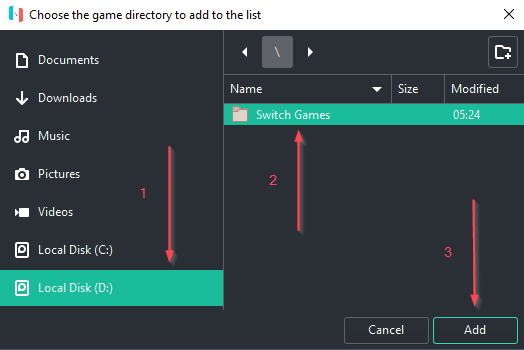 Choose the game directory to add to the list
Documents
Downloads
Music
Pictures
Videos
Local Disk (C:)
Local Disk (D:)
1
\
Name Size Modified
Switch Games 05:24
2
3
Cancel Add